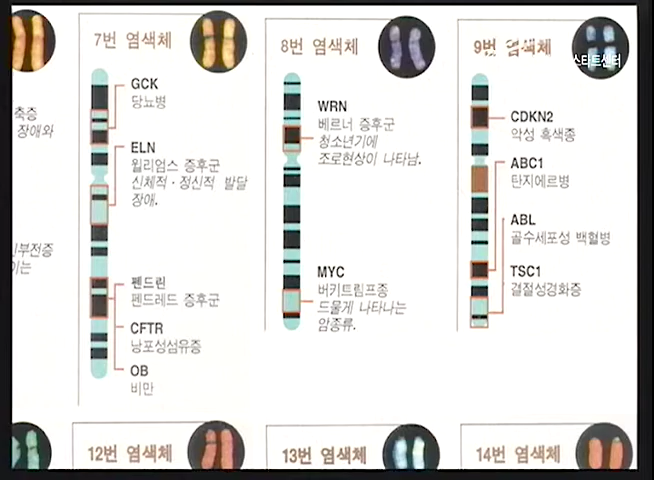 축증
장애와
신부전증
이는
7번 염색체
GCK
당뇨병
ELN
윌리엄스 증후군
신체적·정신적 발달
장애.
펜드린
펜드레드 증후군
CFTR
낭포성섬유증
OB
비만
8번 염색체
WRN
베르너 증후군
청소년기에
조로현상이 나타남.
MYC
버키트림프종
드물게 나타나는
암종류.
9번 염색체
스타트센터
CDKN2
악성 흑색종
ABC1
탄지에르병
ABL
골수세포성 백혈병
TSC1
결절성경화증
12번 염색체
13번 염색체
14번 염색체